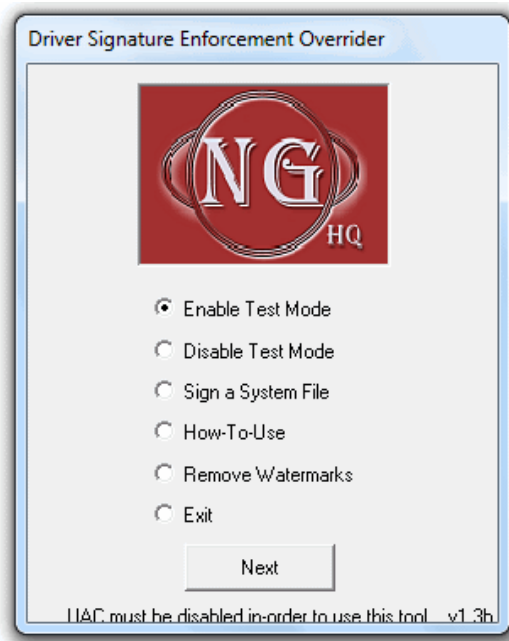 Driver Signature Enforcement Overrider
NG
HQ
Enable Test Mode
Disable Test Mode
Sign a System File
How-To-Use
Remove Watermarks
Exit
Next
UAC must be disabled in-order to use this tool v1.3b